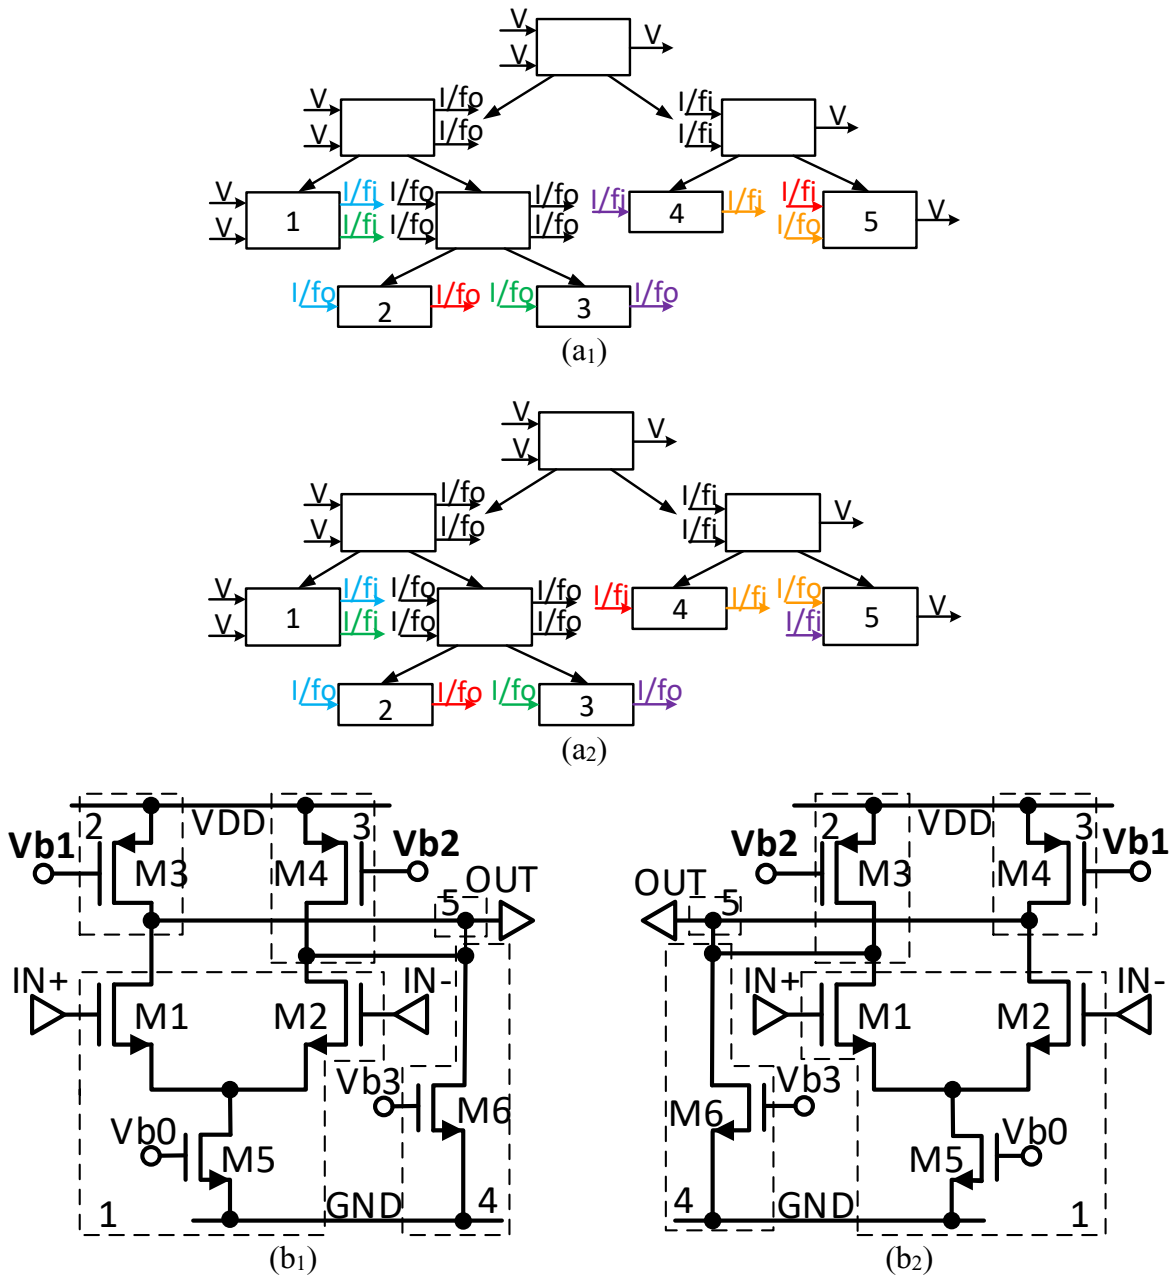 V
V V
V I/fo I/fi
V I/fo I/fi V
V I/fi I/fo I/fo I/fi I/fi I/fi
V 1 I/fi I/fo I/fo 4 I/fo 5 V
I/fo 2 I/fo I/fo 3 I/fo
(a1)
V
V V
V I/fo I/fi
V I/fo I/fi V
V I/fi I/fo I/fo I/fi I/fi I/fo
V 1 I/fi I/fo I/fo 4 I/fi 5 V
I/fo 2 I/fo I/fo 3 I/fo
(a2)
2 VDD 3
Vb1 M3 M4 Vb2
5 OUT
IN+ M1 M2 IN-
Vb3 M6
Vb0 M5
1 GND 4
(b1)
2 VDD 3
Vb2 M3 M4 Vb1
OUT 5
IN+ M1 M2 IN-
M6 Vb3
M5 Vb0
4 GND 1
(b2)